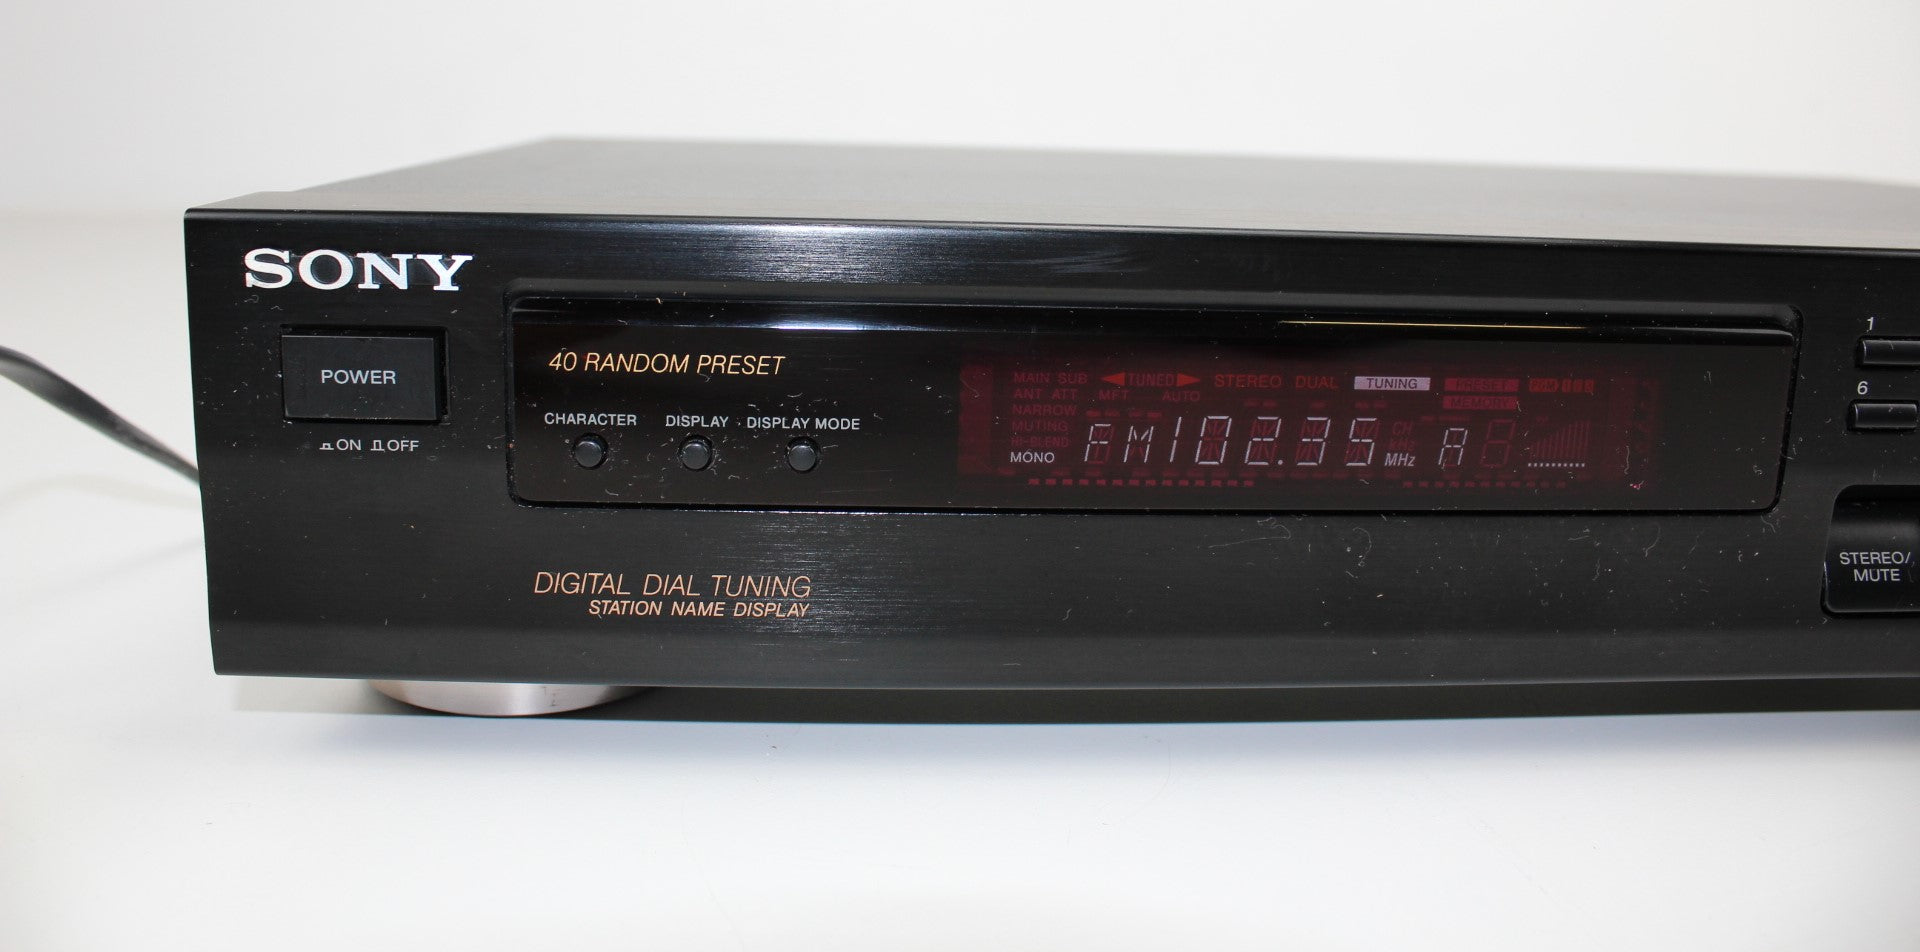 SONY
POWER
ON OFF
40 RANDOM PRESET
CHARACTER DISPLAY DISPLAY MODE
MAIN SUB TUNED STEREO DUAL TUNING PRESET PGM
ANT ATT MFT AUTO MEMORY
NARROW
MUTING
HI-BLEND
MONO
FM102.35 CH kHz MHz A
DIGITAL DIAL TUNING
STATION NAME DISPLAY
1
6
STEREO/
MUTE